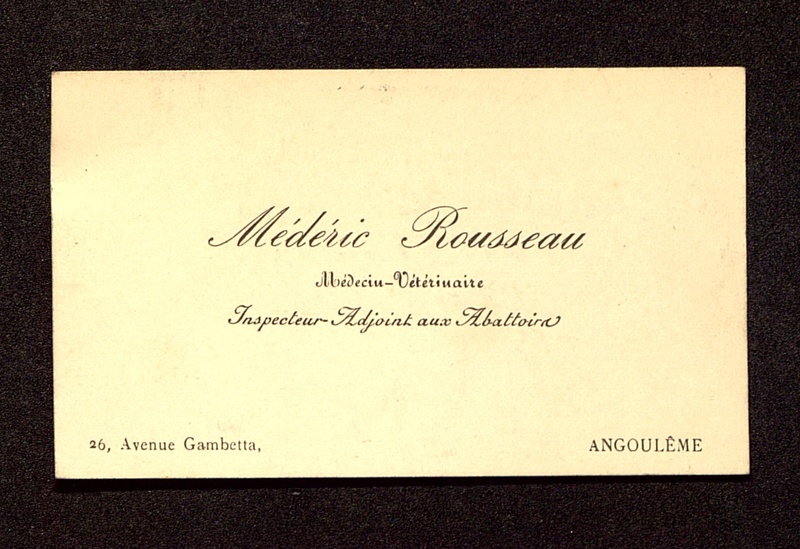 Médéric Rousseau
Médecin-Vétérinaire
Inspecteur-Adjoint aux Abattoirs
26, Avenue Gambetta, ANGOULÊME